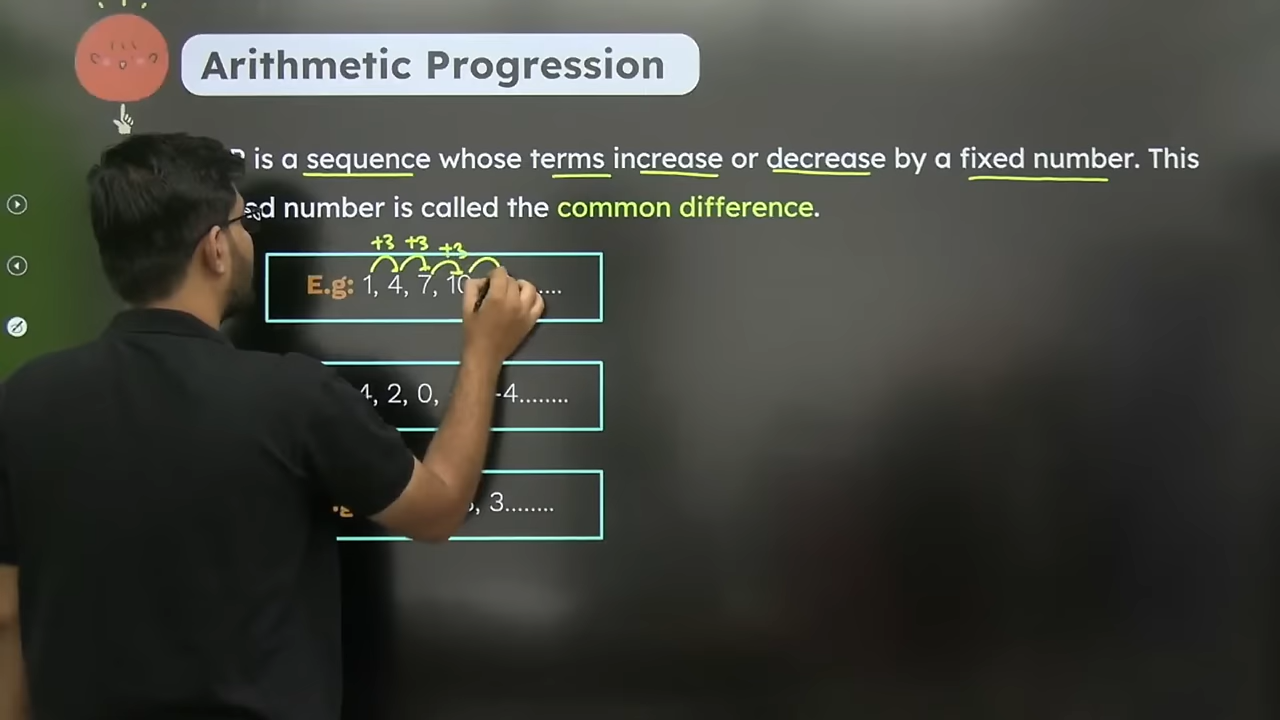 Arithmetic Progression
is a sequence whose terms increase or decrease by a fixed number. This
number is called the common difference.
+3 +3 +3
E.g: 1, 4, 7, 10 ....
4, 2, 0, -4........
, 3........